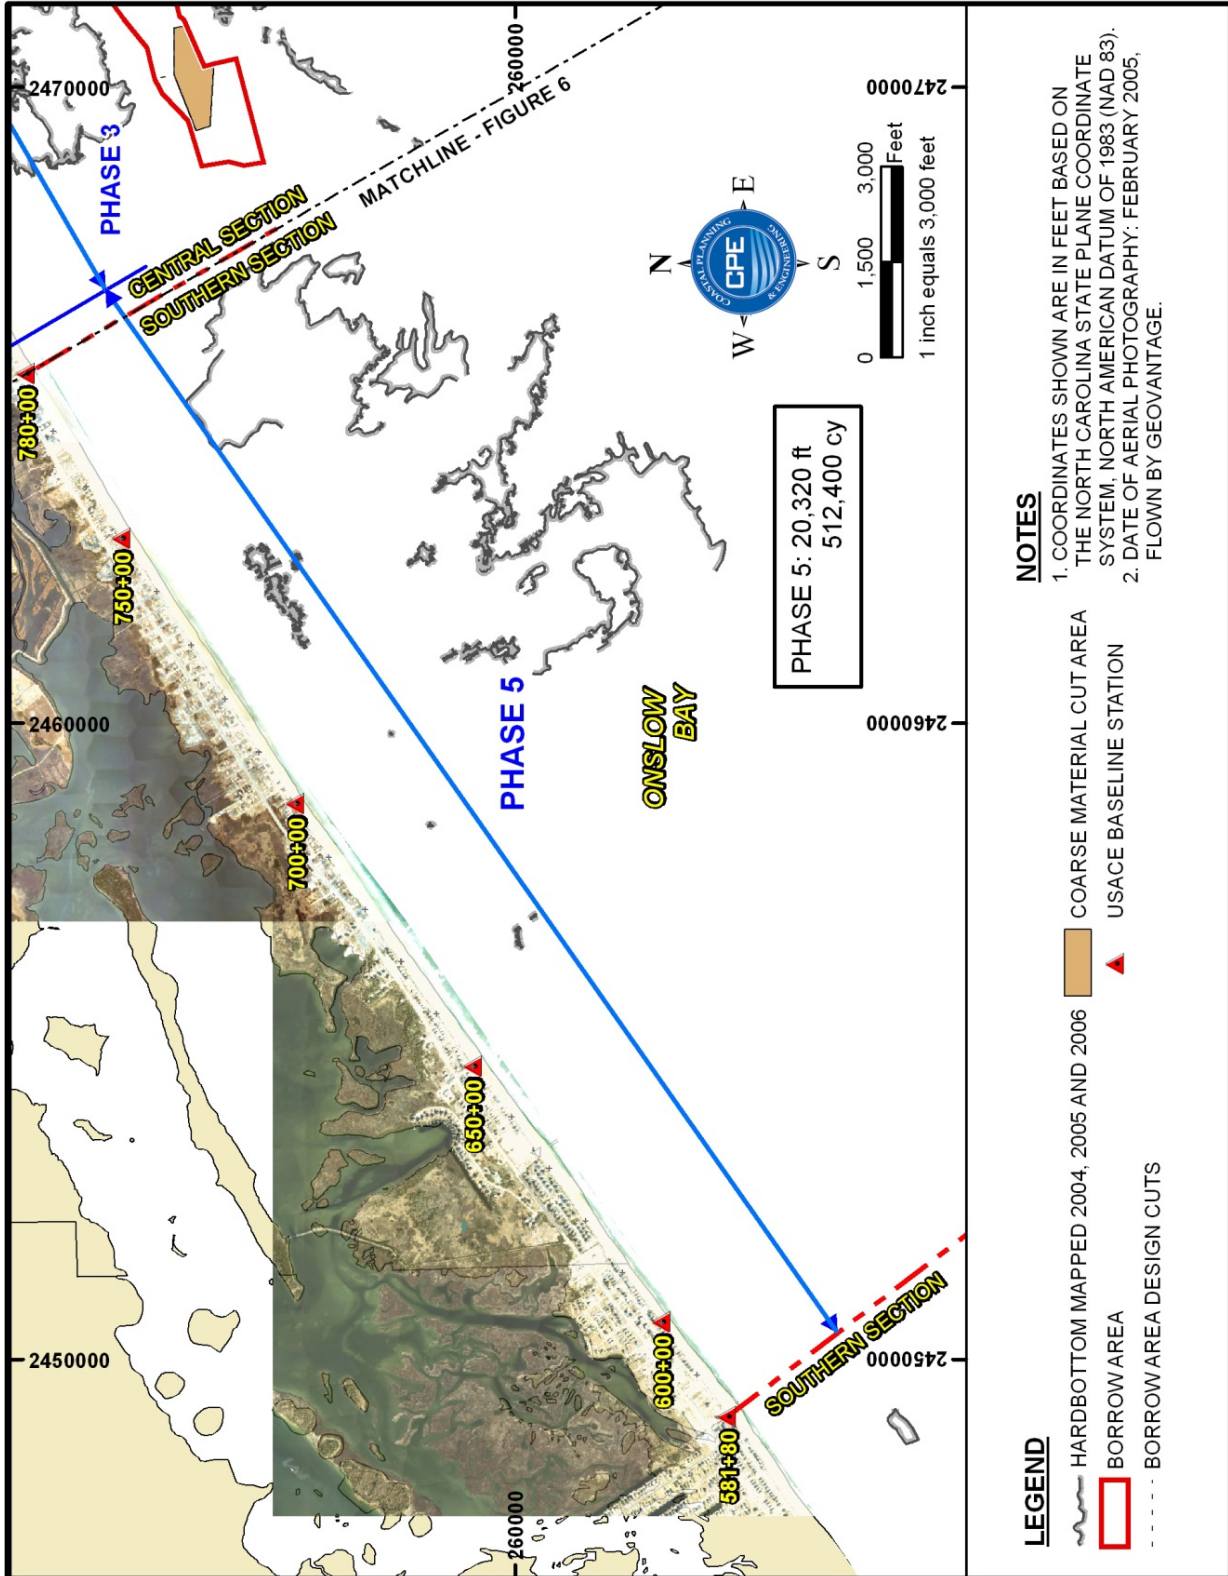 2470000
2460000
2450000
260000
PHASE 3
CENTRAL SECTION
SOUTHERN SECTION
MATCHLINE - FIGURE 6
260000
780+00
750+00
700+00
650+00
600+00
581+80
PHASE 5
ONSLOW
BAY
SOUTHERN SECTION
PHASE 5: 20,320 ft
512,400 cy
N
W
E
S
COASTAL PLANNING
CPE
& ENGINEERING
0 1,500 3,000
Feet
1 inch equals 3,000 feet
2450000
2460000
2470000
LEGEND
HARDBOTTOM MAPPED 2004, 2005 AND 2006
BORROW AREA
BORROW AREA DESIGN CUTS
COARSE MATERIAL CUT AREA
USACE BASELINE STATION
NOTES
1. COORDINATES SHOWN ARE IN FEET BASED ON
THE NORTH CAROLINA STATE PLANE COORDINATE
SYSTEM, NORTH AMERICAN DATUM OF 1983 (NAD 83).
2. DATE OF AERIAL PHOTOGRAPHY: FEBRUARY 2005,
FLOWN BY GEOVANTAGE.